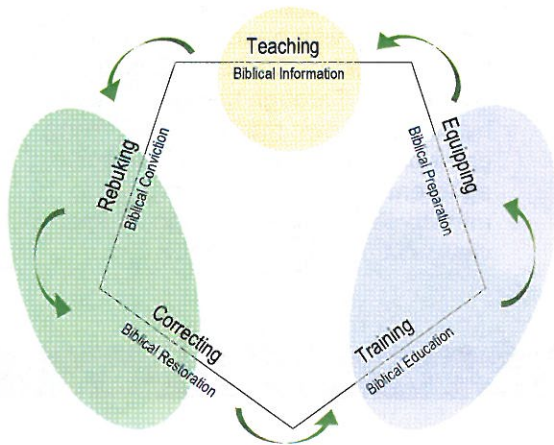 Teaching
Biblical Information
Rebuking
Biblical Conviction
Correcting
Biblical Restoration
Training
Biblical Education
Equipping
Biblical Preparation